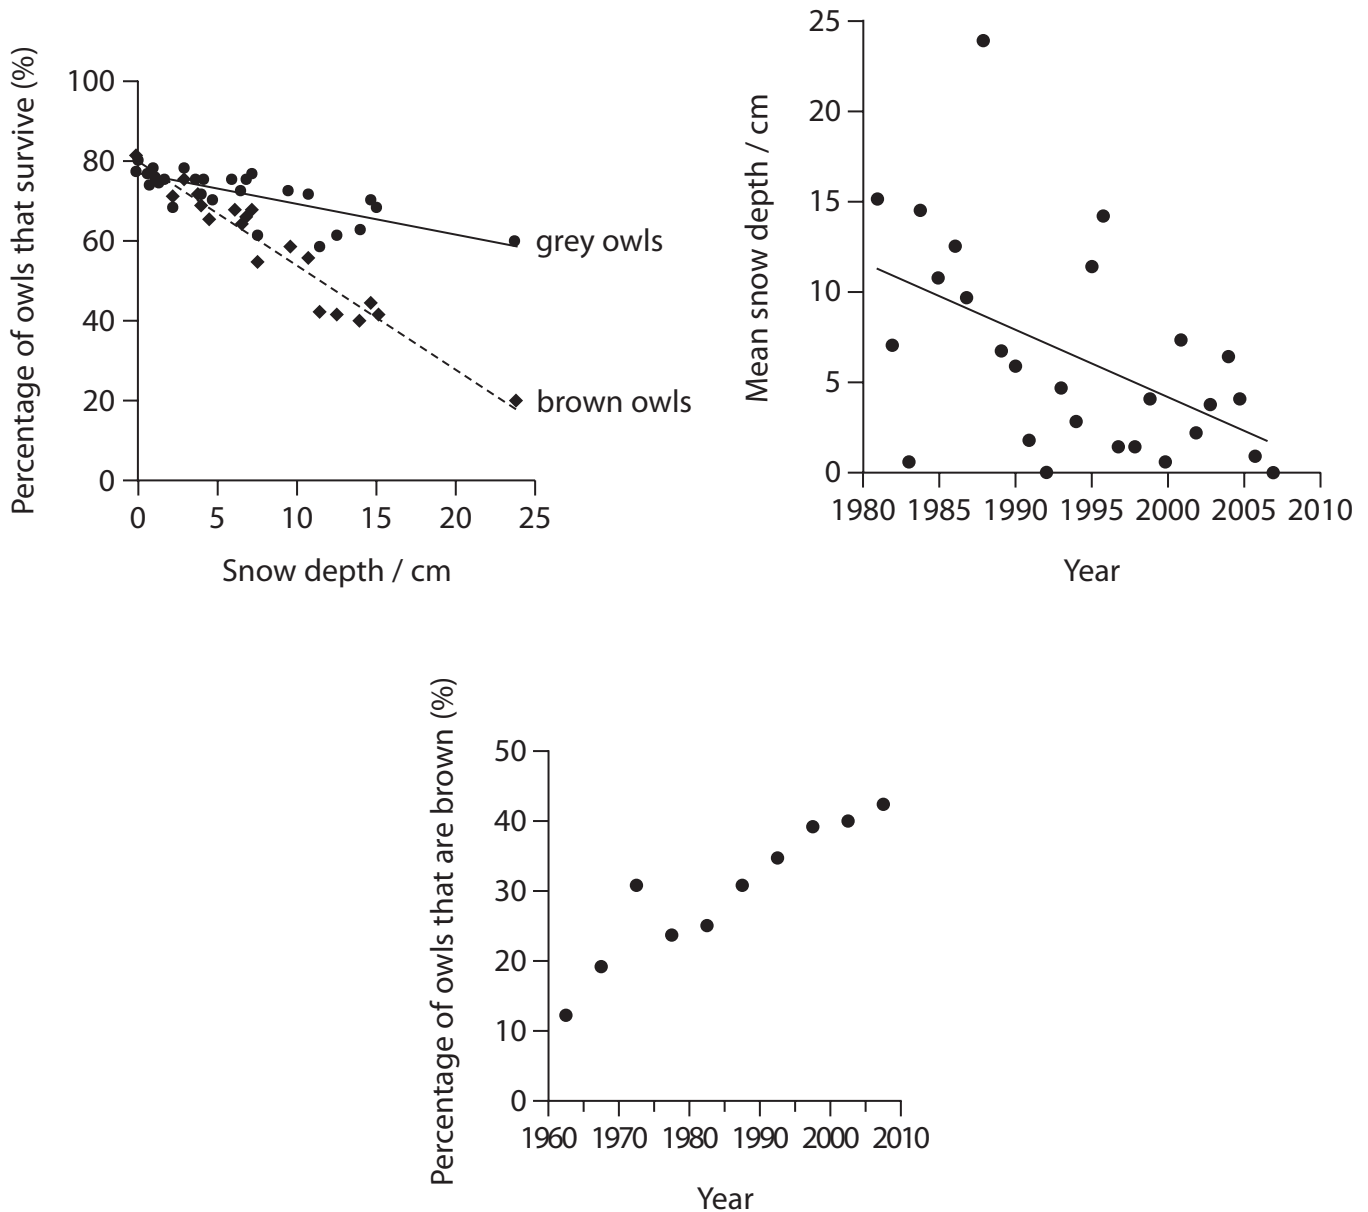 Percentage of owls that survive (%)
100
80
60
40
20
0
0 5 10 15 20 25
Snow depth / cm
grey owls
brown owls
Mean snow depth / cm
25
20
15
10
5
0
1980 1985 1990 1995 2000 2005 2010
Year
Percentage of owls that are brown (%)
50
40
30
20
10
0
1960 1970 1980 1990 2000 2010
Year